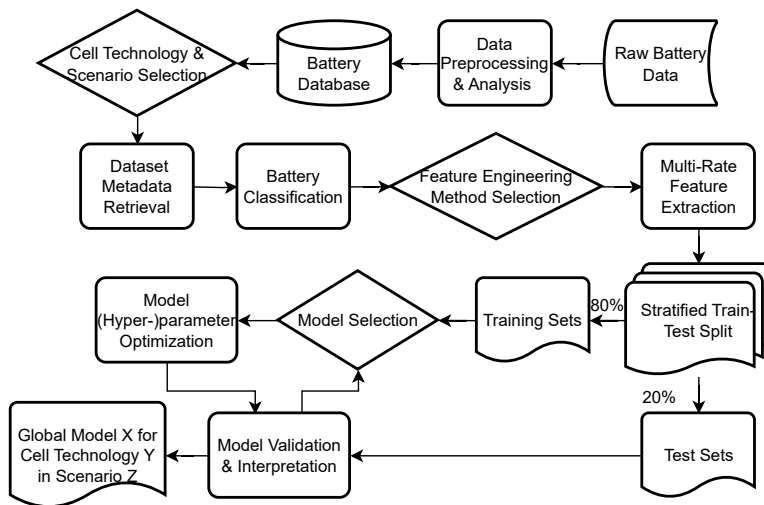 Cell Technology &
Scenario Selection
Battery
Database
Data
Preprocessing
& Analysis
Raw Battery
Data
Dataset
Metadata
Retrieval
Battery
Classification
Feature Engineering
Method Selection
Multi-Rate
Feature
Extraction
Model
(Hyper-)parameter
Optimization
Model Selection
Training Sets
80%
Stratified Train-
Test Split
20%
Global Model X for
Cell Technology Y
in Scenario Z
Model Validation
& Interpretation
Test Sets